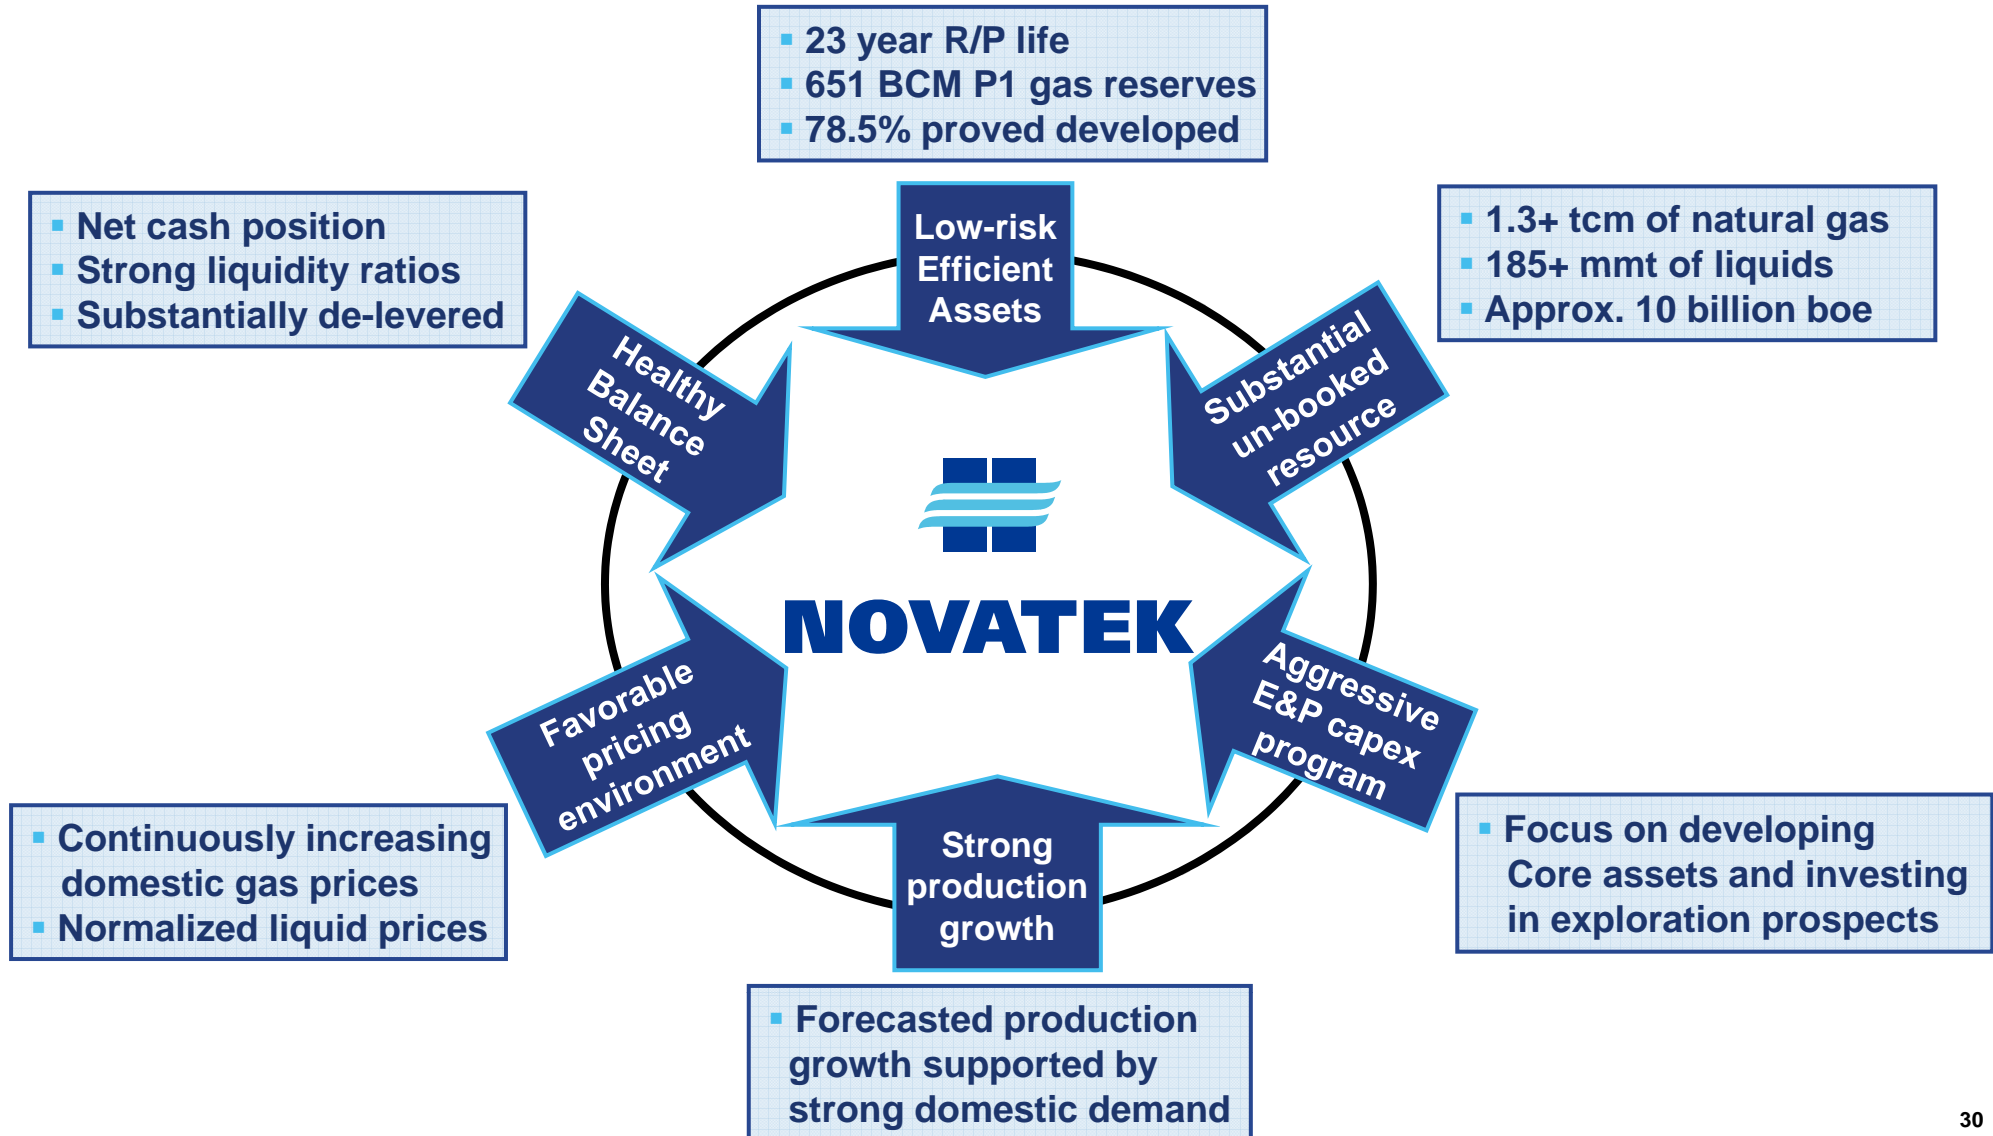 23 year R/P life
651 BCM P1 gas reserves
78.5% proved developed
Low-risk
Efficient
Assets
Net cash position
Strong liquidity ratios
Substantially de-levered
Healthy
Balance
Sheet
1.3+ tcm of natural gas
185+ mmt of liquids
Approx. 10 billion boe
Substantial
un-booked
resource
NOVATEK
Favorable
pricing
environment
Continuously increasing
domestic gas prices
Normalized liquid prices
Aggressive
E&P capex
program
Focus on developing
Core assets and investing
in exploration prospects
Strong
production
growth
Forecasted production
growth supported by
strong domestic demand
30